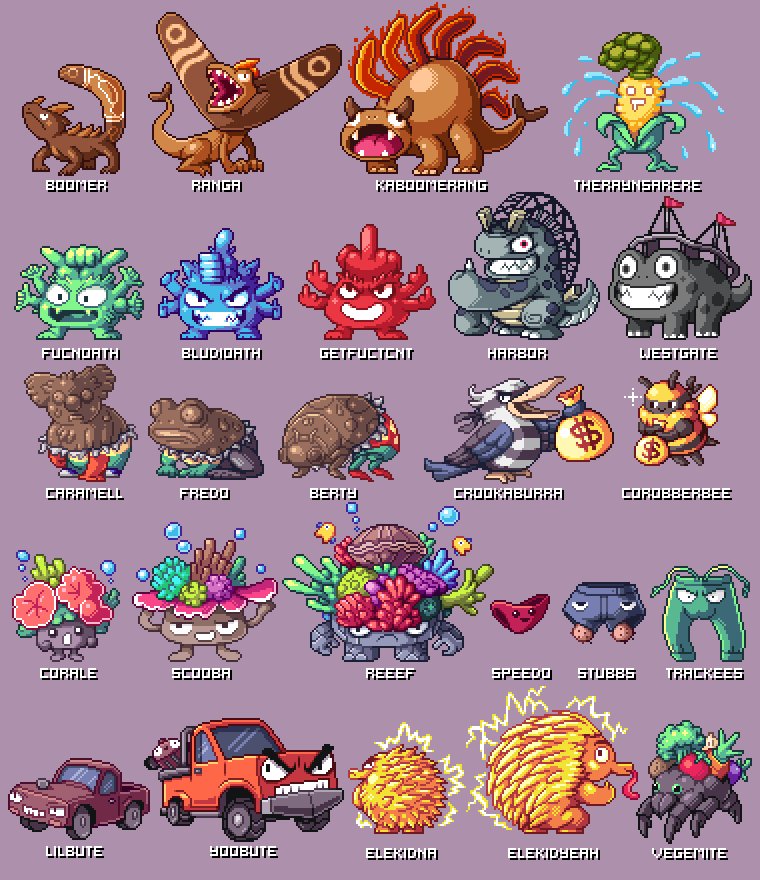 BOOMER RANGA KABOOMERANG THERAYNSARERE
FUCNOATH BLUDIOATH GETFUCTCNT HARBOR WESTGATE
CARAMELL FREDO BERTY CROOKABURRA COROBBERBEE
CORALE SCOOBA REEEF SPEEDO STUBBS TRACKEES
LILBUTE YOOBUTE ELEKIDNA ELEKIDYEAH VEGEMITE